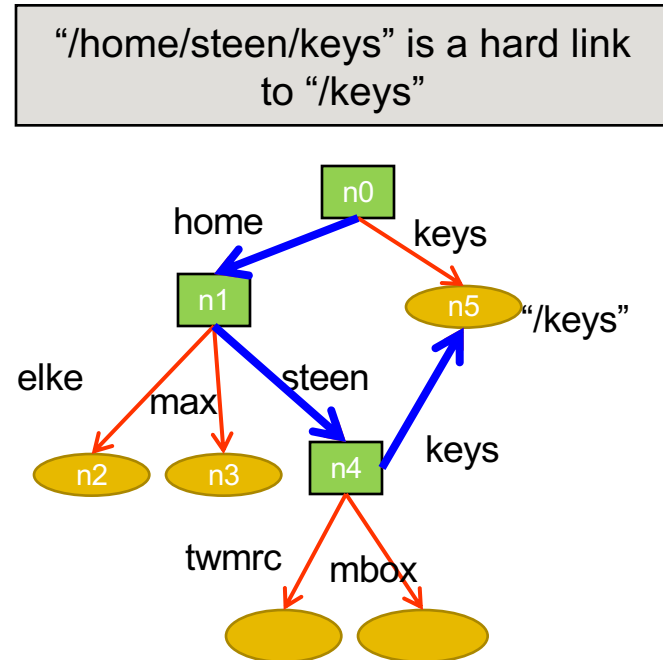 “/home/steen/keys” is a hard link
to “/keys”
n0
home
keys
n1
n5
“/keys”
elke
max
steen
keys
n2
n3
n4
twmrc
mbox